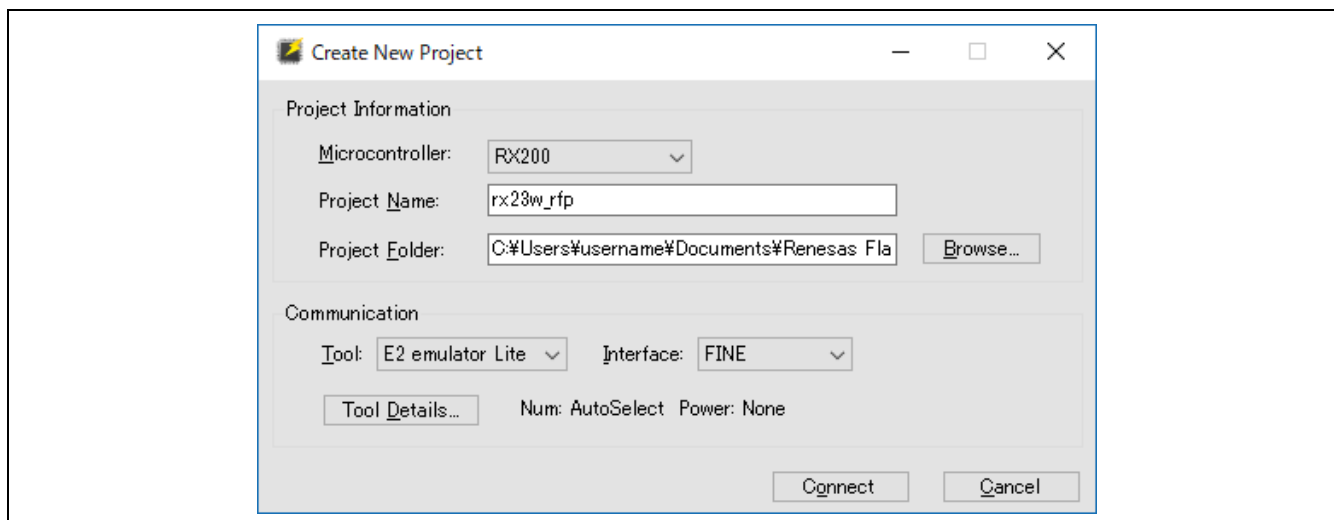 Create New Project
Project Information
Microcontroller: RX200
Project Name: rx23w_rfp
Project Folder: C:¥Users¥username¥Documents¥Renesas Fla Browse...
Communication
Tool: E2 emulator Lite Interface: FINE
Tool Details... Num: AutoSelect Power: None
Connect Cancel